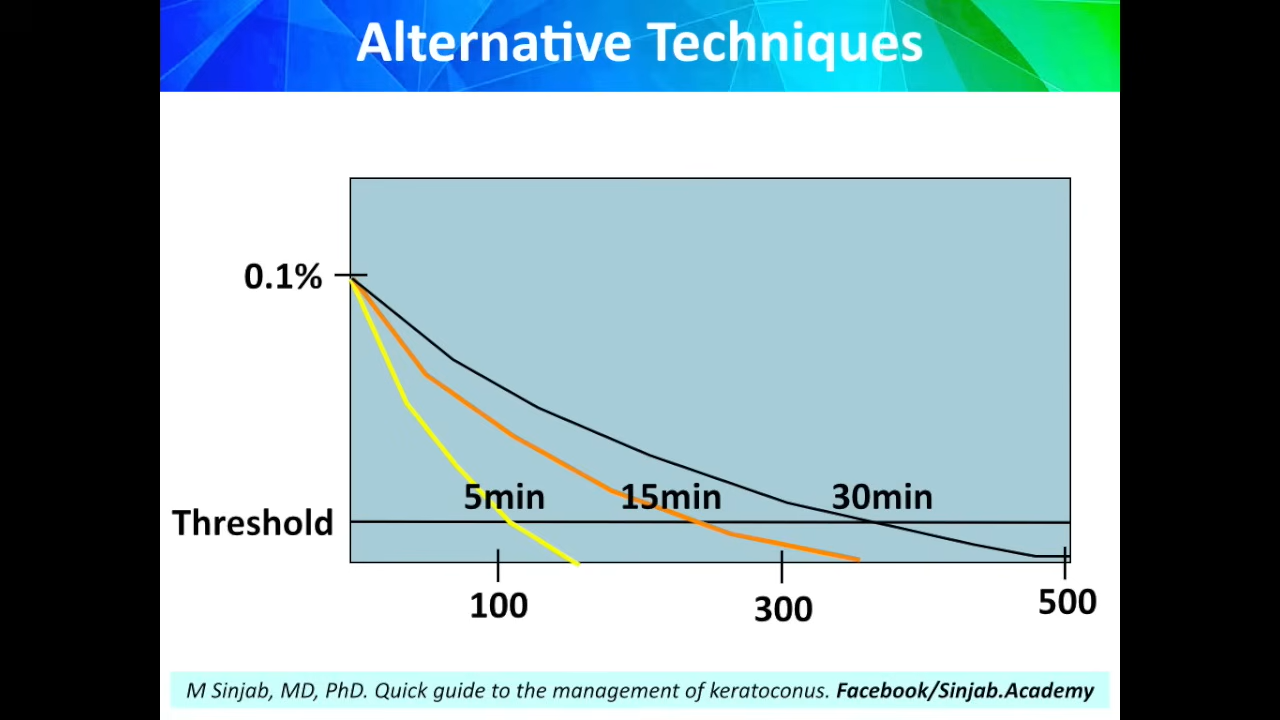 Alternative Techniques
0.1%
5min 15min 30min
Threshold
100 300 500
M Sinjab, MD, PhD. Quick guide to the management of keratoconus. Facebook/Sinjab.Academy